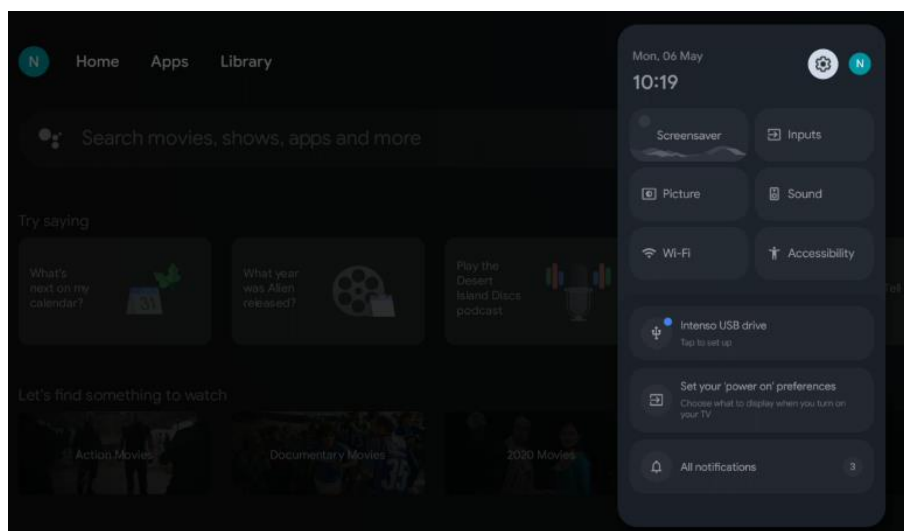 N
Home
Apps
Library
Search movies, shows, apps and more
Try saying
What's
next on my
calendar?
31
What year
was Alien
released?
Play the
Desert
Island Discs
podcast
Tell
Let's find something to watch
Action Movies
Documentary Movies
35
2020 Movies
Mon, 06 May
10:19
N
Screensaver
Inputs
Picture
Sound
Wi-Fi
Accessibility
Intenso USB drive
Tap to set up
Set your 'power on' preferences
Choose what to display when you turn on
your TV
All notifications
3